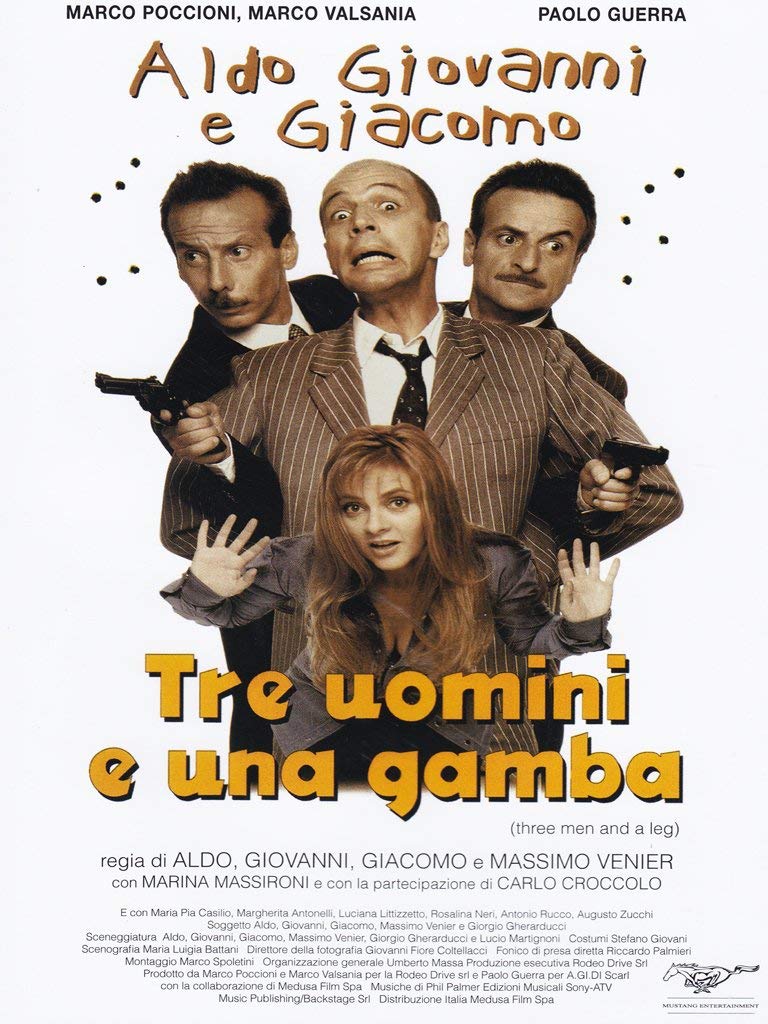 MARCO POCCIONI, MARCO VALSANIA PAOLO GUERRA
Aldo Giovanni
e Giacomo
Tre uomini
e una gamba
(three men and a leg)
regia di ALDO, GIOVANNI, GIACOMO e MASSIMO VENIER
con MARINA MASSIRONI e con la partecipazione di CARLO CROCCOLO
E con Maria Pia Casilio, Margherita Antonelli, Luciana Littizzetto, Rosalina Neri, Antonio Rucco, Augusto Zucchi
Soggetto Aldo, Giovanni, Giacomo, Massimo Venier e Giorgio Gherarducci
Sceneggiatura Aldo, Giovanni, Giacomo, Massimo Venier, Giorgio Gherarducci e Lucio Martignoni Costumi Stefano Giovani
Scenografia Maria Luigia Battani Direttore della fotografia Giovanni Fiore Coltellacci Fonico di presa diretta Riccardo Palmieri
Montaggio Marco Spoletini Organizzazione generale Umberto Massa Produzione esecutiva Rodeo Drive Srl
Prodotto da Marco Poccioni e Marco Valsania per la Rodeo Drive srl e Paolo Guerra per A.GI.DI Scarl
con la collaborazione di Medusa Film Spa Musiche di Phil Palmer Edizioni Musicali Sony-ATV
Music Publishing/Backstage Srl Distribuzione Italia Medusa Film Spa
MUSTANG ENTERTAINMENT